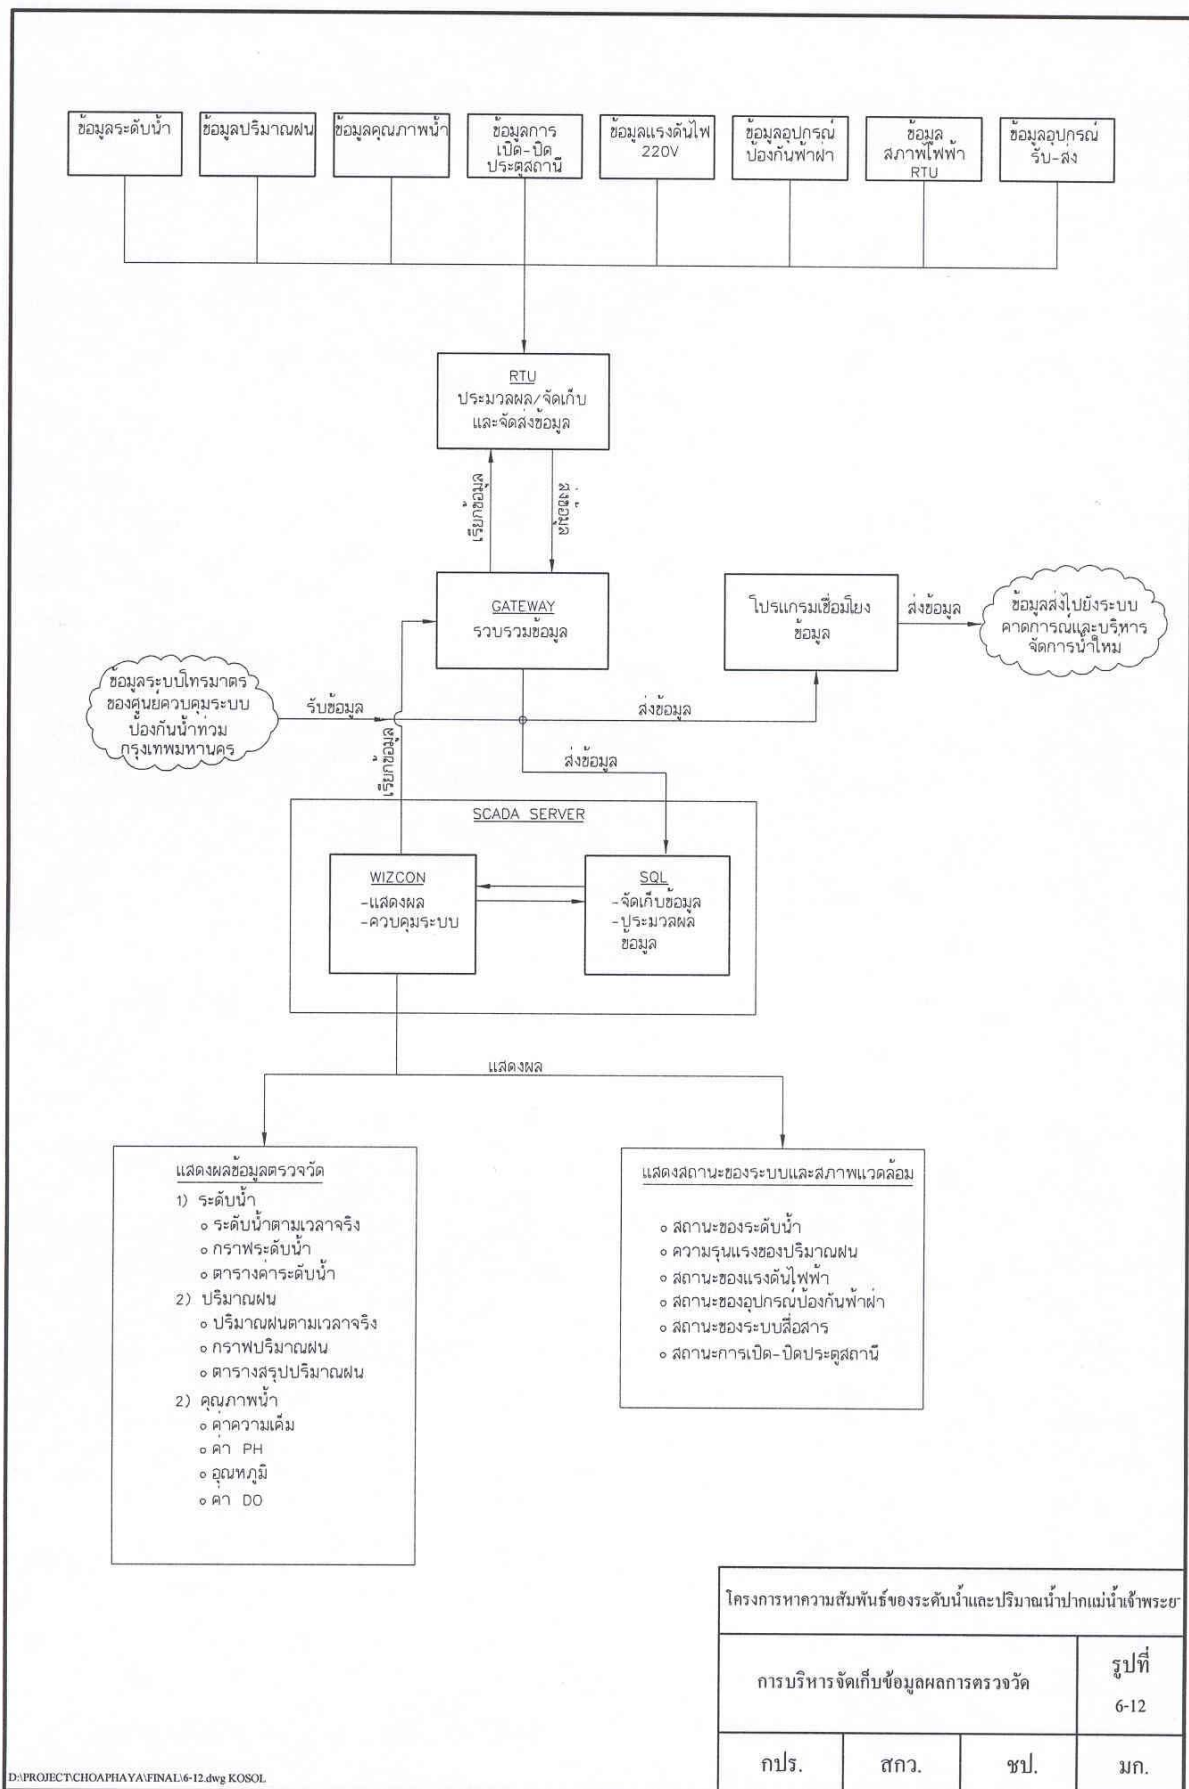 ข้อมูลระดับน้ำ
ข้อมูลปริมาณฝน
ข้อมูลคุณภาพน้ำ
ข้อมูลการ
เปิด-ปิด
ประตูสถานี
ข้อมูลแรงดันไฟ
220V
ข้อมูลอุปกรณ์
ป้องกันฟ้าผ่า
ข้อมูล
สภาพไฟฟ้า
RTU
ข้อมูลอุปกรณ์
รับ-ส่ง
RTU
ประมวลผล/จัดเก็บ
และจัดส่งข้อมูล
เรียกข้อมูล
ส่งข้อมูล
GATEWAY
รวบรวมข้อมูล
โปรแกรมเชื่อมโยง
ข้อมูล
ส่งข้อมูล
ข้อมูลส่งไปยังระบบ
คาดการณ์และบริหาร
จัดการน้ำใหม่
ข้อมูลระบบโทรมาตร
ของศูนย์ควบคุมระบบ
ป้องกันน้ำท่วม
กรุงเทพมหานคร
รับข้อมูล
ส่งข้อมูล
เรียกข้อมูล
ส่งข้อมูล
SCADA SERVER
WIZCON
-แสดงผล
-ควบคุมระบบ
SQL
-จัดเก็บข้อมูล
-ประมวลผล
ข้อมูล
แสดงผล
แสดงผลข้อมูลตรวจวัด
1) ระดับน้ำ
o ระดับน้ำตามเวลาจริง
o กราฟระดับน้ำ
o ตารางค่าระดับน้ำ
2) ปริมาณฝน
o ปริมาณฝนตามเวลาจริง
o กราฟปริมาณฝน
o ตารางสรุปปริมาณฝน
2) คุณภาพน้ำ
o ค่าความเค็ม
o ค่า PH
o อุณหภูมิ
o ค่า DO
แสดงสถานะของระบบและสภาพแวดล้อม
o สถานะของระดับน้ำ
o ความรุนแรงของปริมาณฝน
o สถานะของแรงดันไฟฟ้า
o สถานะของอุปกรณ์ป้องกันฟ้าผ่า
o สถานะของระบบสื่อสาร
o สถานะการเปิด-ปิดประตูสถานี
โครงการหาความสัมพันธ์ของระดับน้ำและปริมาณน้ำปากแม่น้ำเจ้าพระยา
การบริหารจัดเก็บข้อมูลผลการตรวจวัด
รูปที่
6-12
กปร.
สกว.
ชป.
มก.
D:\PROJECT\CHOAPHAYA\FINAL\6-12.dwg KOSOL